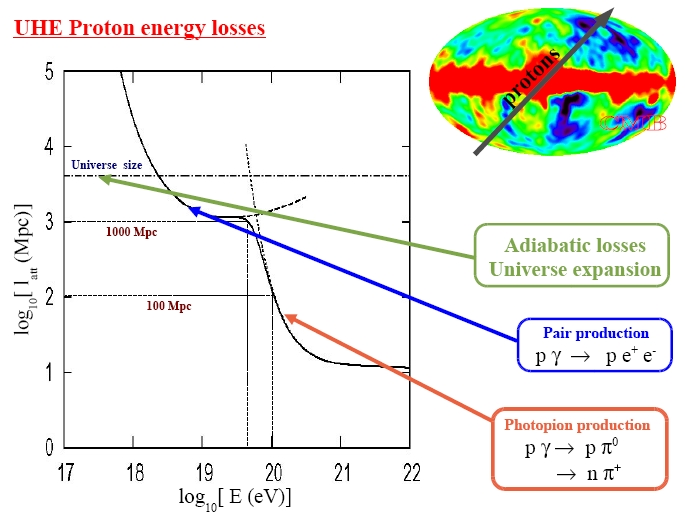 UHE Proton energy losses
protons
CMB
5
4
3
2
1
0
log₁₀[ l_att (Mpc)]
Universe size
1000 Mpc
100 Mpc
17 18 19 20 21 22
log₁₀[ E (eV)]
Adiabatic losses
Universe expansion
Pair production
p γ → p e⁺ e⁻
Photopion production
p γ → p π⁰
→ n π⁺